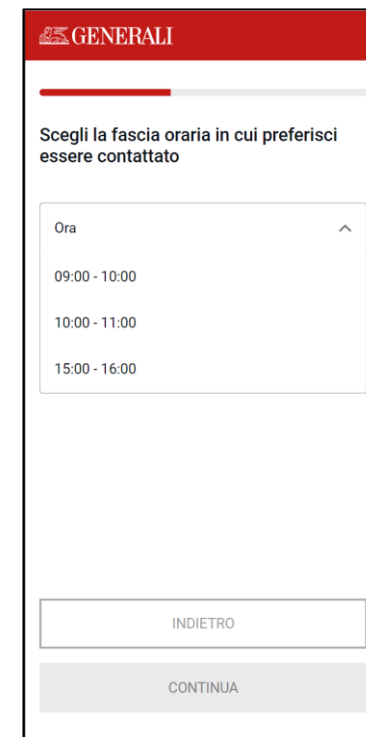 GENERALI
Scegli la fascia oraria in cui preferisci
essere contattato
Ora
09:00 - 10:00
10:00 - 11:00
15:00 - 16:00
INDIETRO
CONTINUA